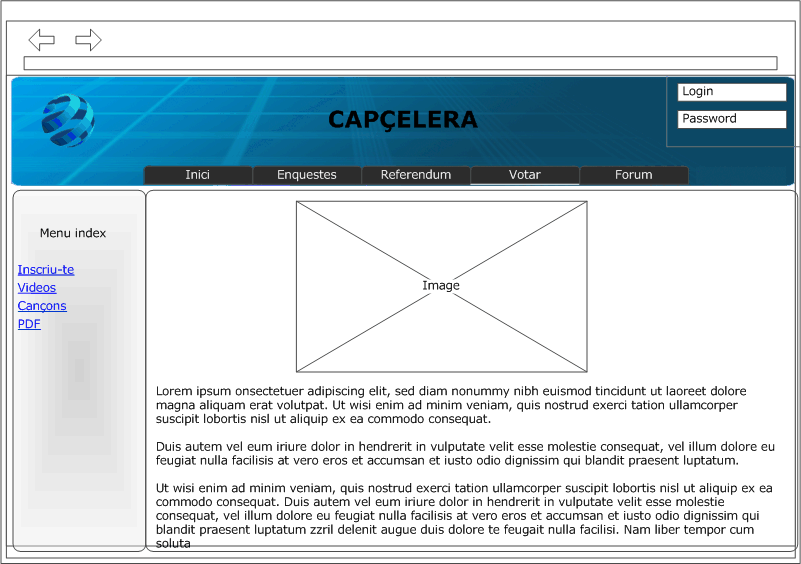 Login
CAPÇELERA
Password
Inici Enquestes Referendum Votar Forum
Menu index
Inscriu-te
Videos
Cançons
PDF
Image
Lorem ipsum onsectetuer adipiscing elit, sed diam nonummy nibh euismod tincidunt ut laoreet dolore
magna aliquam erat volutpat. Ut wisi enim ad minim veniam, quis nostrud exerci tation ullamcorper
suscipit lobortis nisl ut aliquip ex ea commodo consequat.
Duis autem vel eum iriure dolor in hendrerit in vulputate velit esse molestie consequat, vel illum dolore eu
feugiat nulla facilisis at vero eros et accumsan et iusto odio dignissim qui blandit praesent luptatum.
Ut wisi enim ad minim veniam, quis nostrud exerci tation ullamcorper suscipit lobortis nisl ut aliquip ex ea
commodo consequat. Duis autem vel eum iriure dolor in hendrerit in vulputate velit esse molestie
consequat, vel illum dolore eu feugiat nulla facilisis at vero eros et accumsan et iusto odio dignissim qui
blandit praesent luptatum zzril delenit augue duis dolore te feugait nulla facilisi. Nam liber tempor cum
soluta